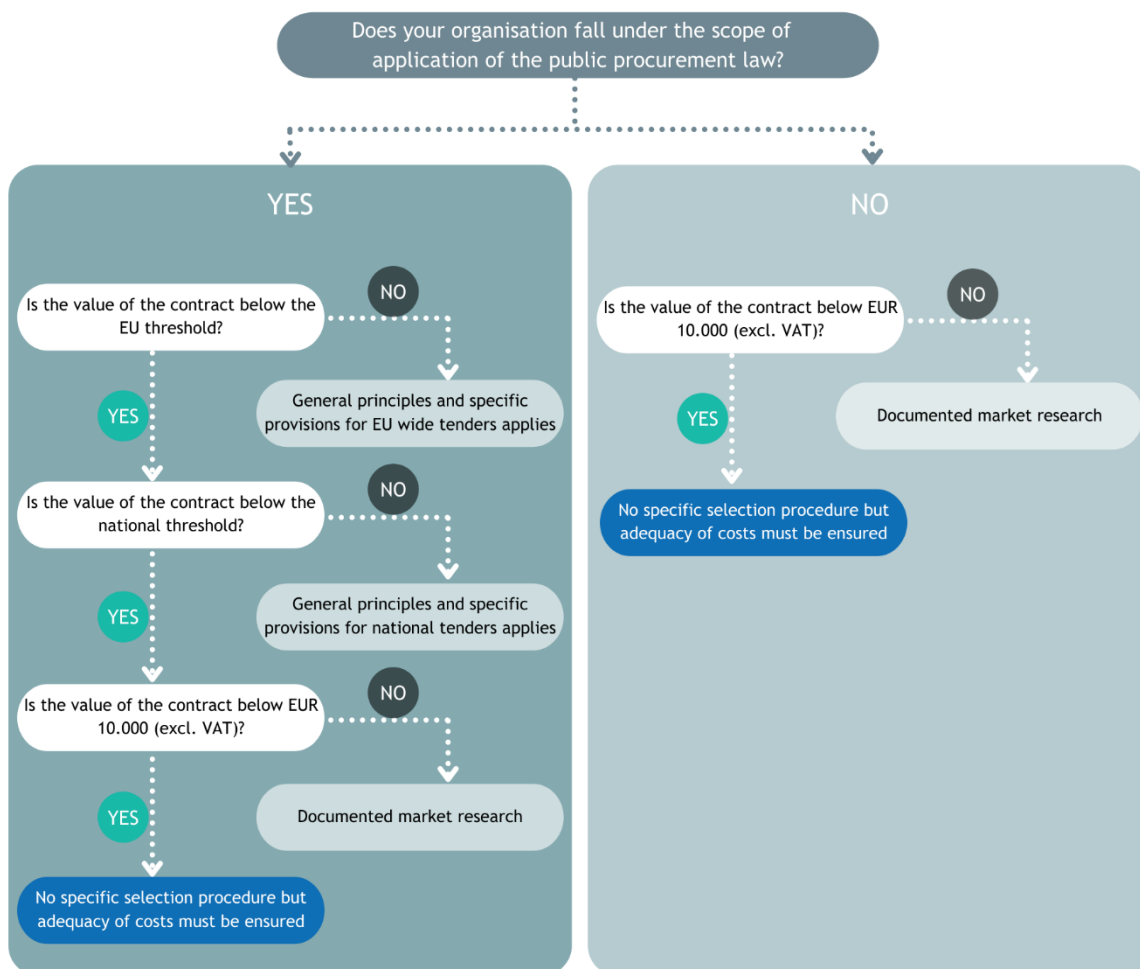 Does your organisation fall under the scope of
application of the public procurement law?
YES
Is the value of the contract below the
EU threshold?
NO
YES
General principles and specific
provisions for EU wide tenders applies
Is the value of the contract below the
national threshold?
NO
YES
General principles and specific
provisions for national tenders applies
Is the value of the contract below EUR
10.000 (excl. VAT)?
NO
YES
Documented market research
No specific selection procedure but
adequacy of costs must be ensured
NO
Is the value of the contract below EUR
10.000 (excl. VAT)?
NO
YES
Documented market research
No specific selection procedure but
adequacy of costs must be ensured